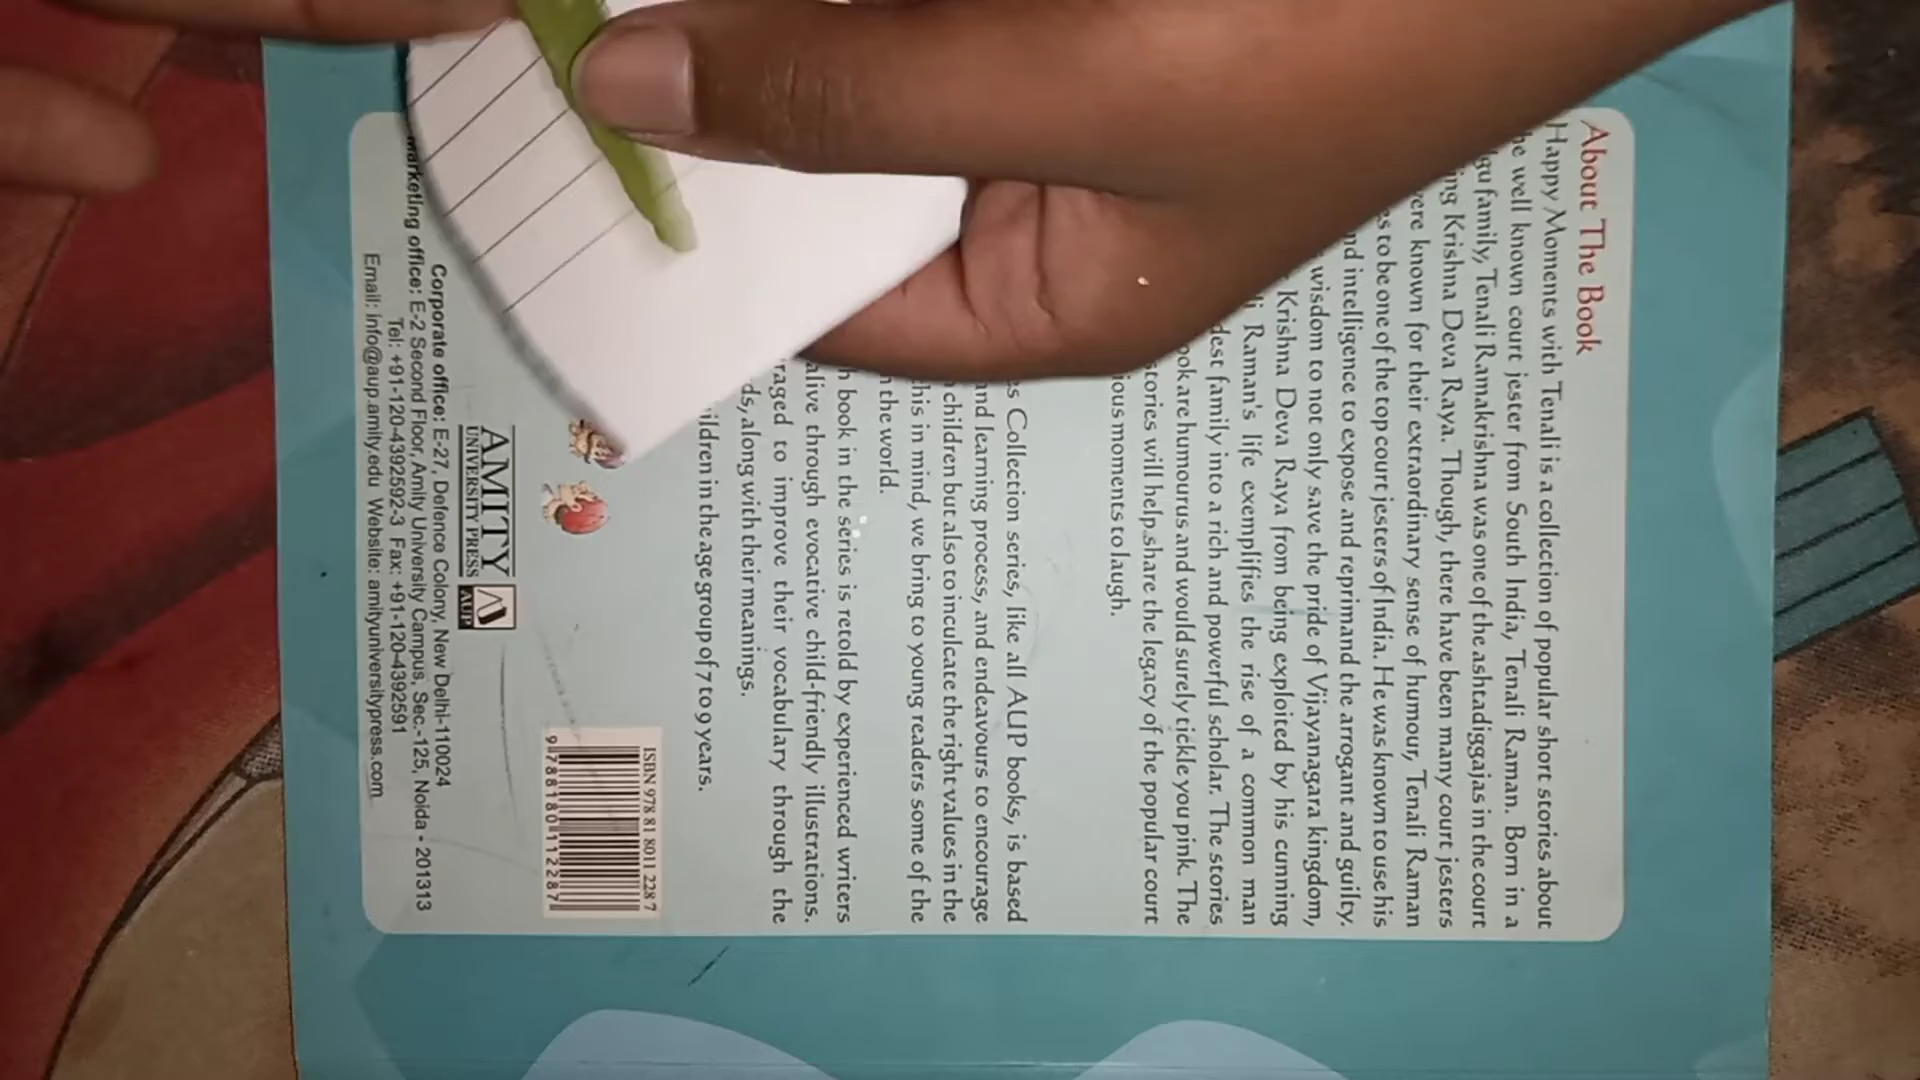 About The Book
Happy Moments with Tenali is a collection of popular short stories about
well known court jester from South India, Tenali Raman. Born in a
family, Tenali Ramakrishna was one of the ashtadiggajas in the court
Krishna Deva Raya. Though, there have been many court jesters
were known for their extraordinary sense of humour, Tenali Raman
to be one of the top court jesters of India. He was known to use his
and intelligence to expose and reprimand the arrogant and guilty.
wisdom to not only save the pride of Vijayanagara kingdom,
Krishna Deva Raya from being exploited by his cunning
Raman's life exemplifies the rise of a common man
family into a rich and powerful scholar. The stories
are humourus and would surely tickle you pink. The
stories will help share the legacy of the popular court
moments to laugh.
Collection series, like all AUP books, is based
and learning process, and endeavours to encourage
children but also to inculcate the right values in the
this in mind, we bring to young readers some of the
the world.
book in the series is retold by experienced writers
alive through evocative child-friendly illustrations.
to improve their vocabulary through the
along with their meanings.
in the age group of 7 to 9 years.
ISBN 978 81 8011 228 7
9 788180 112287
AMITY
UNIVERSITY PRESS
AUP
Corporate office: E-27, Defence Colony, New Delhi-110024
Marketing office: E-2 Second Floor, Amity University Campus, Sec.-125, Noida - 201313
Tel: +91-120-4392592-3 Fax: +91-120-4392591
Email: info@aup.amity.edu Website: amityuniversitypress.com